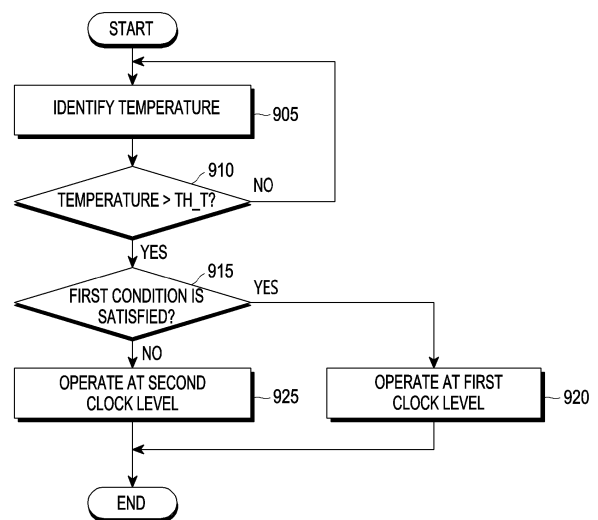 START
IDENTIFY TEMPERATURE
905
910
TEMPERATURE > TH_T?
NO
YES
915
FIRST CONDITION IS
SATISFIED?
YES
NO
OPERATE AT SECOND
CLOCK LEVEL
925
OPERATE AT FIRST
CLOCK LEVEL
920
END